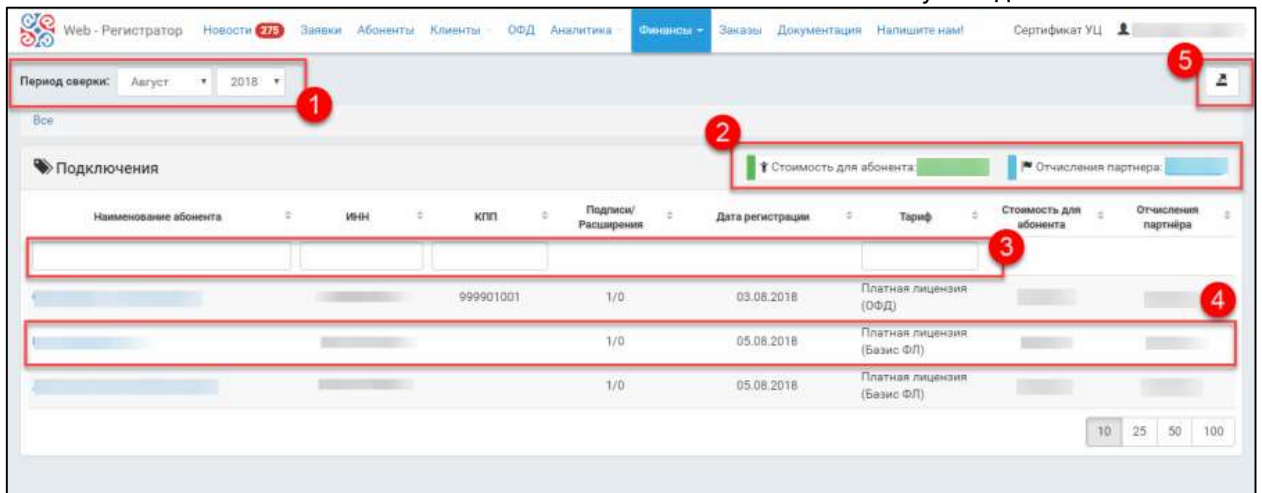 Web - Регистратор Новости 275 Заявки Абоненты Клиенты ОФД Аналитика Финансы Заказы Документация Напишите нам! Сертификат УЦ
5
Период сверки: Август 2018
1
Все
2
Подключения Стоимость для абонента: Отчисления партнера:
Наименование абонента ИНН КПП Подписи/ Дата регистрации Тариф Стоимость для Отчисления
Расширения абонента партнёра
3
999901001 1/0 03.08.2018 Платная лицензия
(ОФД)
4
1/0 05.08.2018 Платная лицензия
(Базис ФЛ)
1/0 05.08.2018 Платная лицензия
(Базис ФЛ)
10 25 50 100